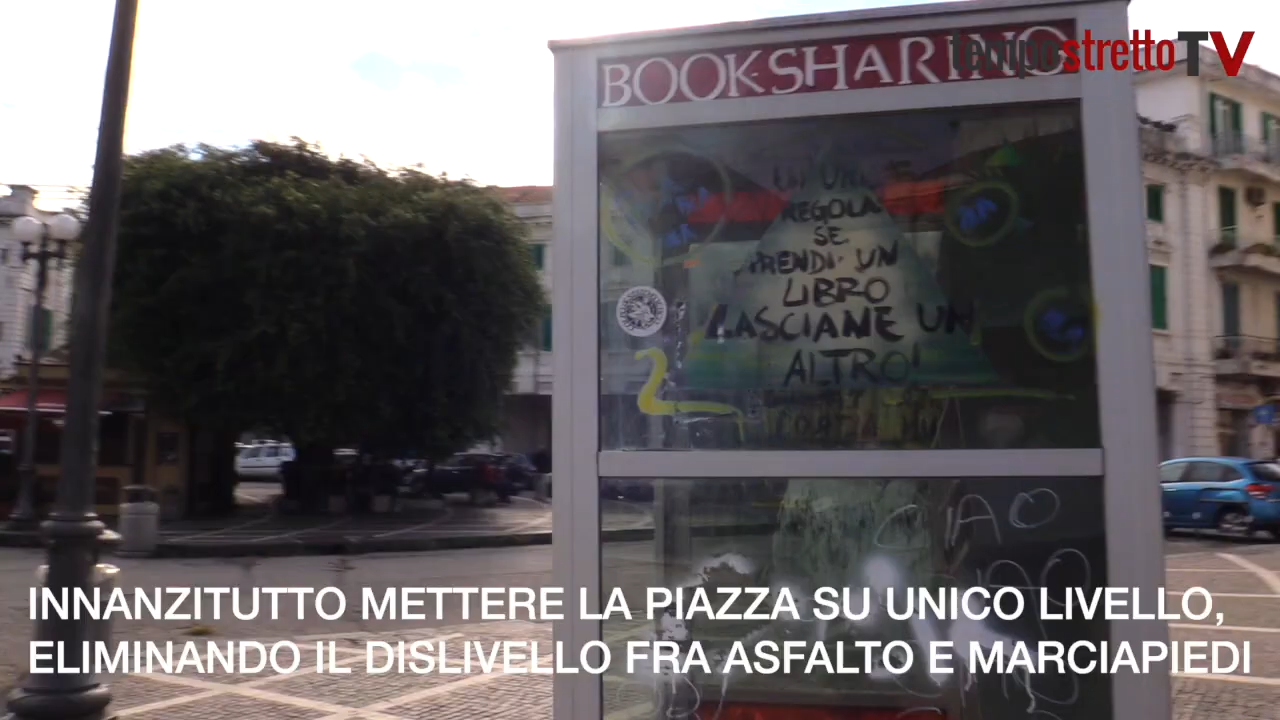 tempostrettoTV
BOOKSHARING
REGOLA
SE
PRENDI UN
LIBRO
LASCIANE UN
ALTRO!
CIAO
INNANZITUTTO METTERE LA PIAZZA SU UNICO LIVELLO,
ELIMINANDO IL DISLIVELLO FRA ASFALTO E MARCIAPIEDI